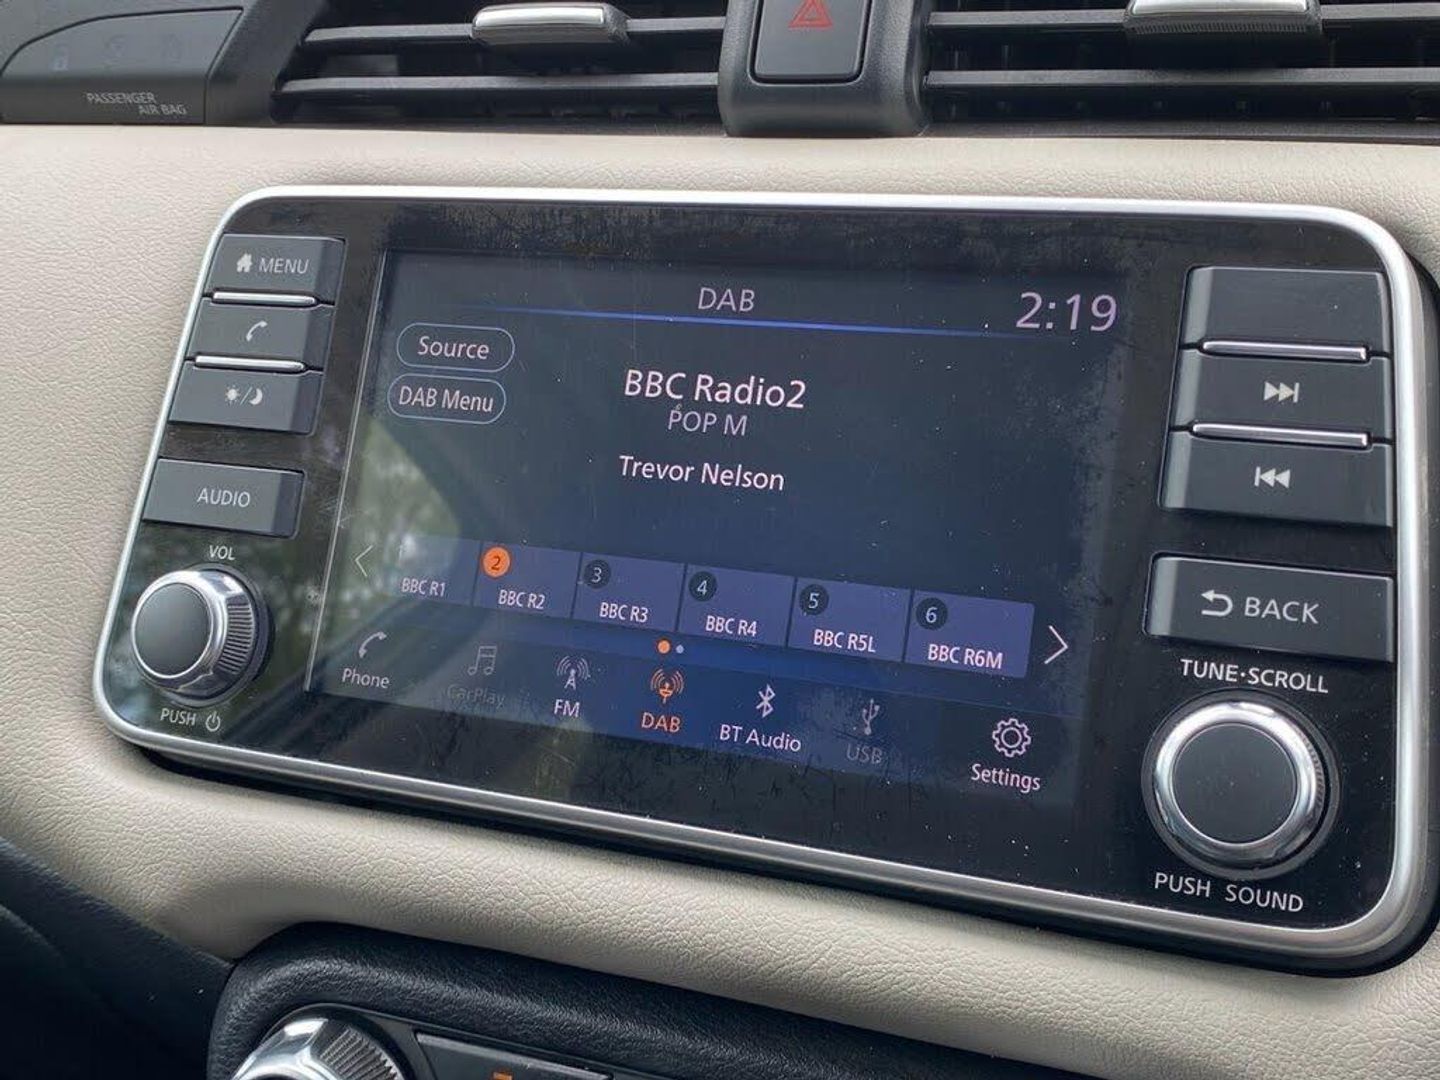 PASSENGER
AIR BAG
MENU
DAB
2:19
Source
BBC Radio2
DAB Menu
POP M
Trevor Nelson
AUDIO
VOL
1
2
3
4
5
6
BBC R1
BBC R2
BBC R3
BBC R4
BBC R5L
BBC R6M
BACK
Phone
CarPlay
FM
DAB
BT Audio
USB
Settings
TUNE·SCROLL
PUSH
PUSH SOUND